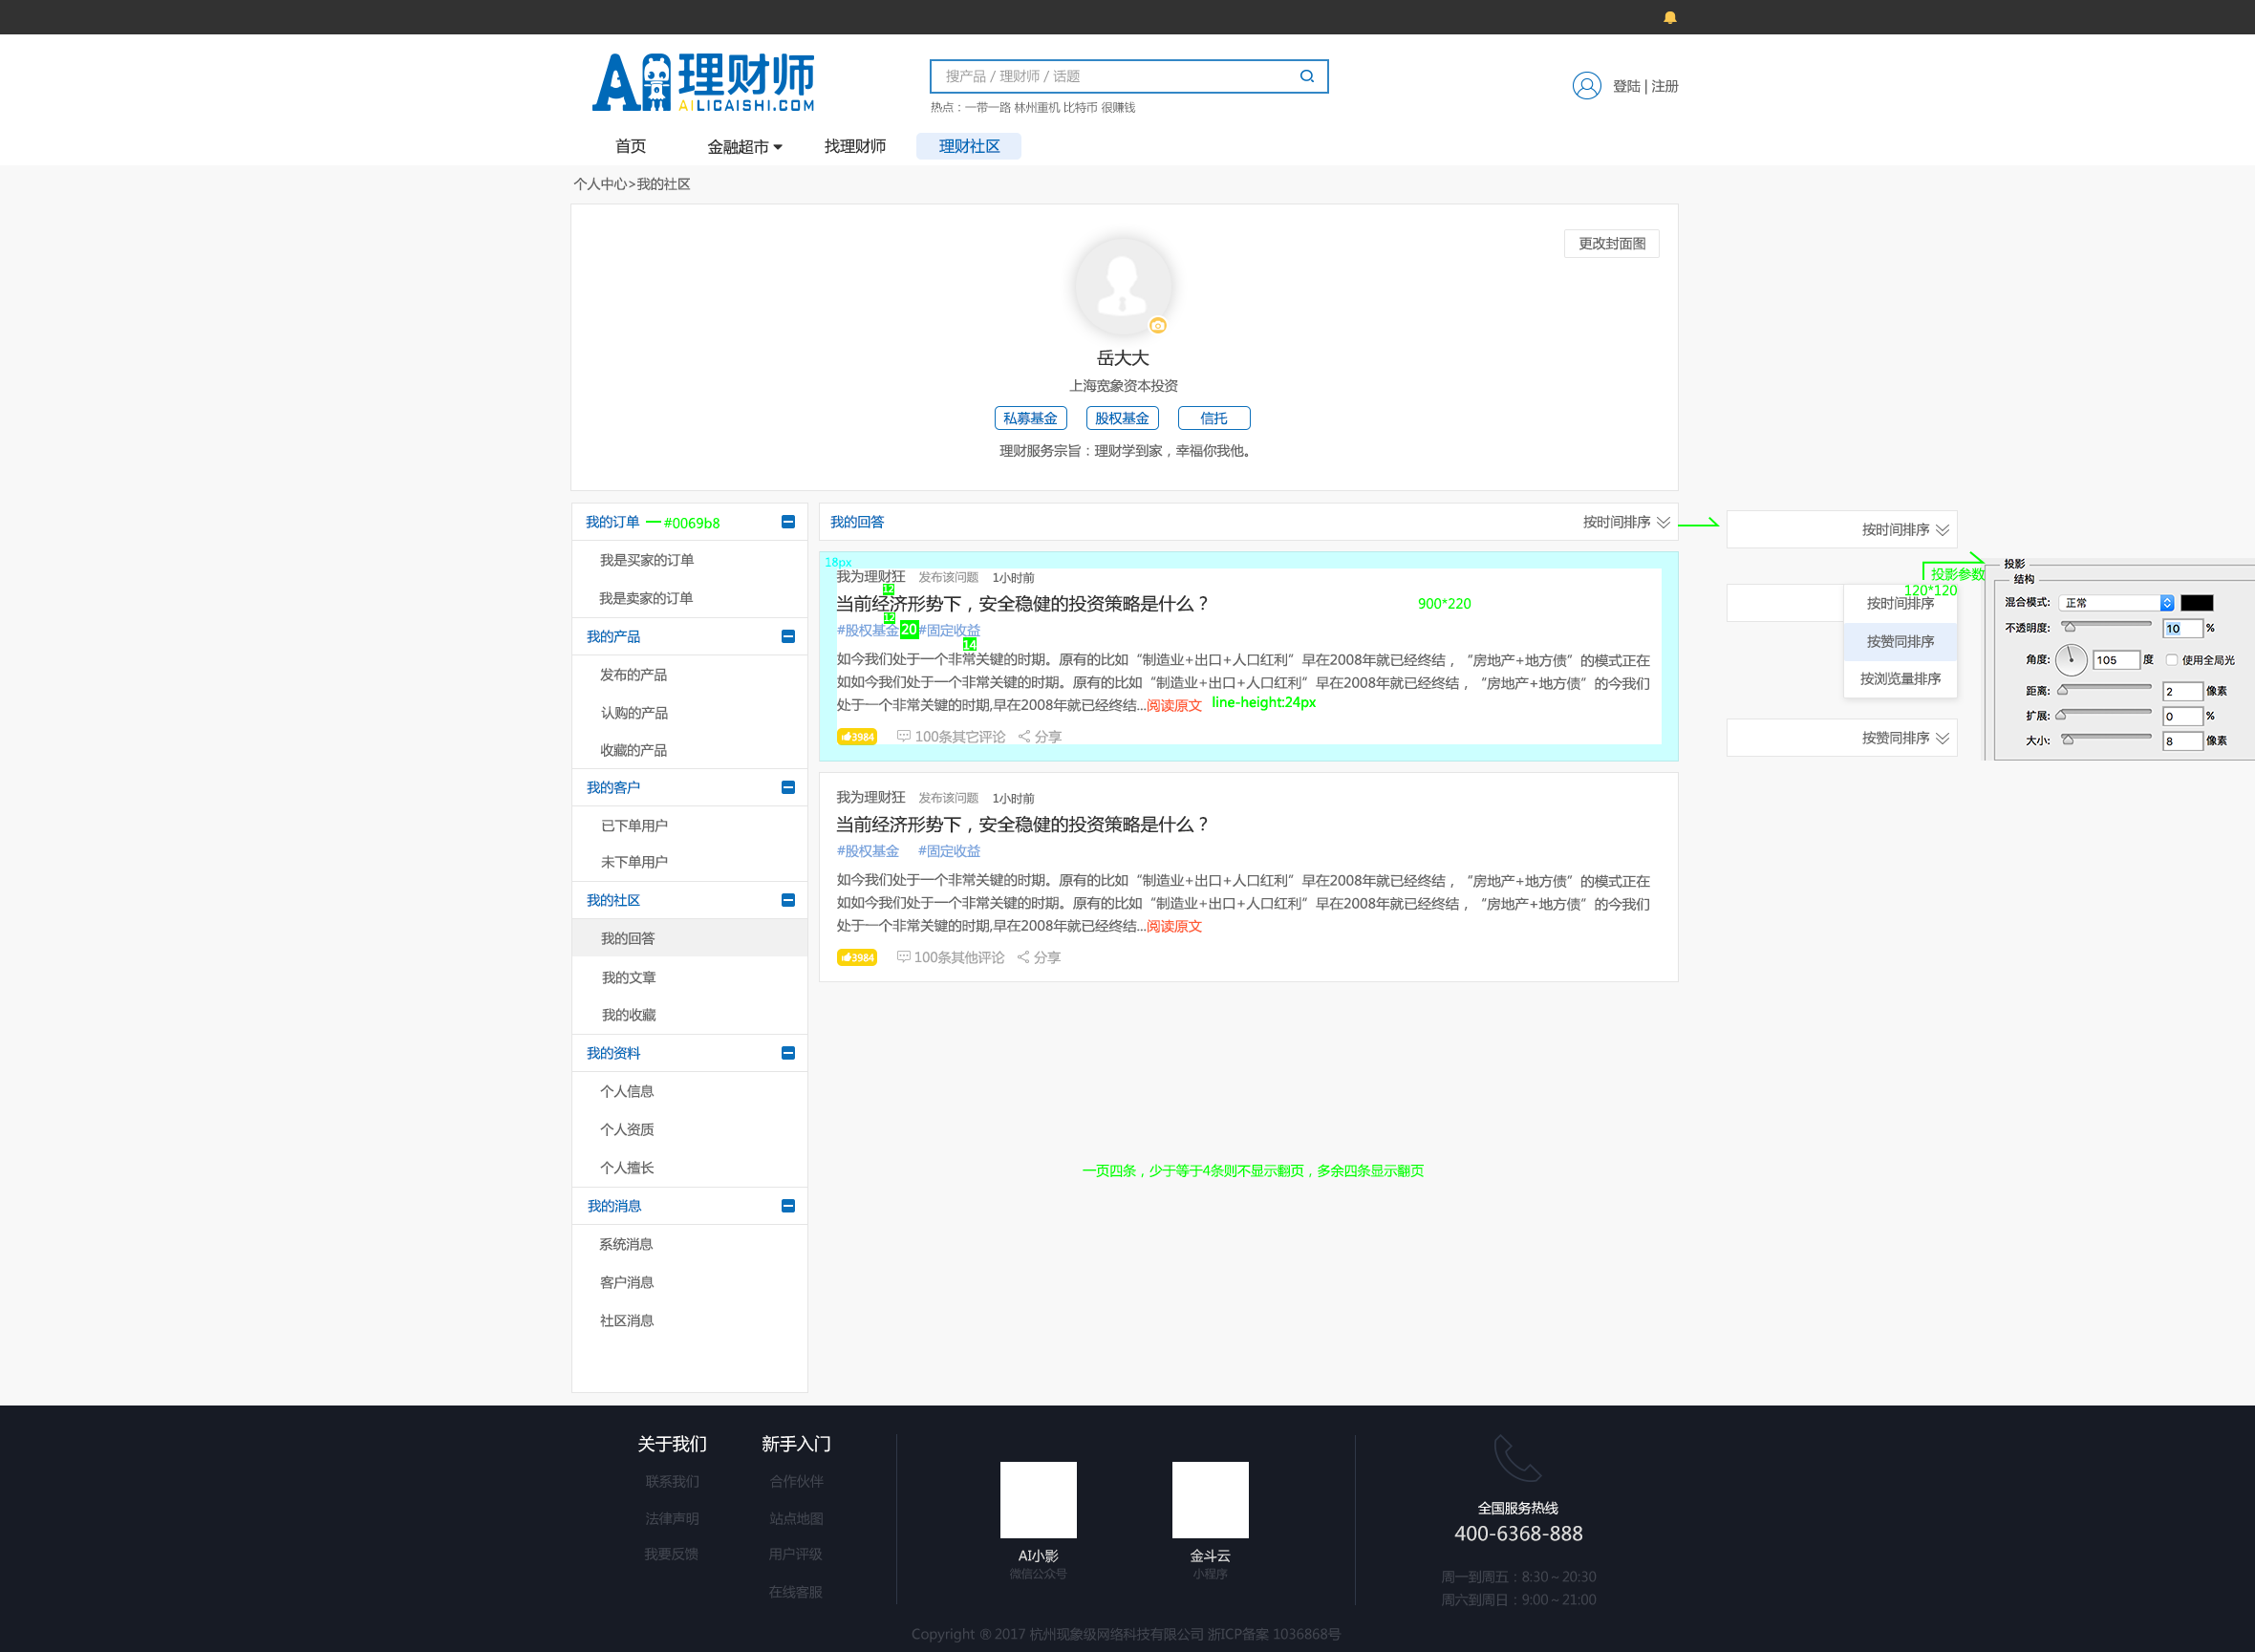 AI理财师
AILICAISHI.COM
搜产品 / 理财师 / 话题
热点：一带一路 林州重机 比特币 很赚钱
登陆 | 注册
首页 金融超市 找理财师 理财社区
个人中心>我的社区
更改封面图
岳大大
上海宽象资本投资
私募基金 股权基金 信托
理财服务宗旨：理财学到家，幸福你我他。
我的订单 #0069b8
我是买家的订单
我是卖家的订单
我的产品
发布的产品
认购的产品
收藏的产品
我的客户
已下单用户
未下单用户
我的社区
我的回答
我的文章
我的收藏
我的资料
个人信息
个人资质
个人擅长
我的消息
系统消息
客户消息
社区消息
我的回答 按时间排序
18px
我为理财狂 发布该问题 1小时前
12
当前经济形势下，安全稳健的投资策略是什么？
900*220
12
#股权基金 20 #固定收益
14
如今我们处于一个非常关键的时期。原有的比如“制造业+出口+人口红利”早在2008年就已经终结，“房地产+地方债”的模式正在
如如今我们处于一个非常关键的时期。原有的比如“制造业+出口+人口红利”早在2008年就已经终结，“房地产+地方债”的今我们
处于一个非常关键的时期,早在2008年就已经终结...阅读原文 line-height:24px
3984 100条其它评论 分享
我为理财狂 发布该问题 1小时前
当前经济形势下，安全稳健的投资策略是什么？
#股权基金 #固定收益
如今我们处于一个非常关键的时期。原有的比如“制造业+出口+人口红利”早在2008年就已经终结，“房地产+地方债”的模式正在
如如今我们处于一个非常关键的时期。原有的比如“制造业+出口+人口红利”早在2008年就已经终结，“房地产+地方债”的今我们
处于一个非常关键的时期,早在2008年就已经终结...阅读原文
3984 100条其他评论 分享
一页四条，少于等于4条则不显示翻页，多余四条显示翻页
按时间排序
投影参数
120*120
按时间排序
按赞同排序
按浏览量排序
按赞同排序
投影
结构
混合模式: 正常
不透明度: 10 %
角度: 105 度 使用全局光
距离: 2 像素
扩展: 0 %
大小: 8 像素
关于我们
联系我们
法律声明
我要反馈
新手入门
合作伙伴
站点地图
用户评级
在线客服
AI小影
微信公众号
金斗云
小程序
全国服务热线
400-6368-888
周一到周五：8:30～20:30
周六到周日：9:00～21:00
Copyright ® 2017 杭州现象级网络科技有限公司 浙ICP备案 1036868号